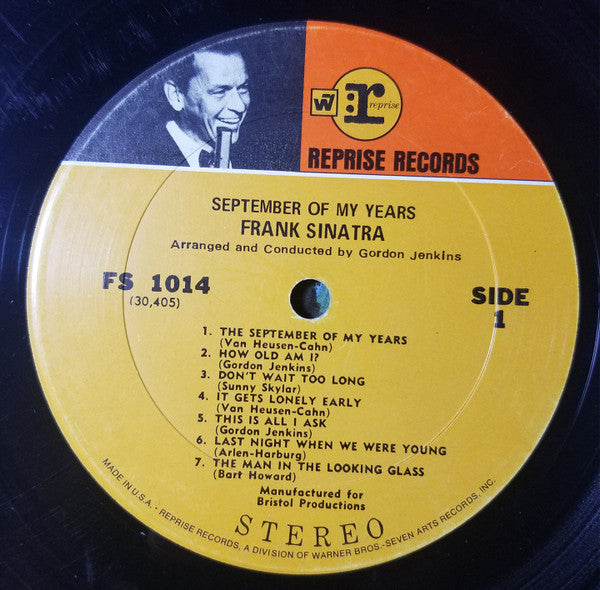 W7
r
reprise
REPRISE RECORDS
SEPTEMBER OF MY YEARS
FRANK SINATRA
Arranged and Conducted by Gordon Jenkins
FS 1014
(30,405)
SIDE
1
1. THE SEPTEMBER OF MY YEARS
(Van Heusen-Cahn)
2. HOW OLD AM I?
(Gordon Jenkins)
3. DON'T WAIT TOO LONG
(Sunny Skylar)
4. IT GETS LONELY EARLY
(Van Heusen-Cahn)
5. THIS IS ALL I ASK
(Gordon Jenkins)
6. LAST NIGHT WHEN WE WERE YOUNG
(Arlen-Harburg)
7. THE MAN IN THE LOOKING GLASS
(Bart Howard)
Manufactured for
Bristol Productions
STEREO
MADE IN U.S.A. • REPRISE RECORDS, A DIVISION OF WARNER BROS.-SEVEN ARTS RECORDS, INC.